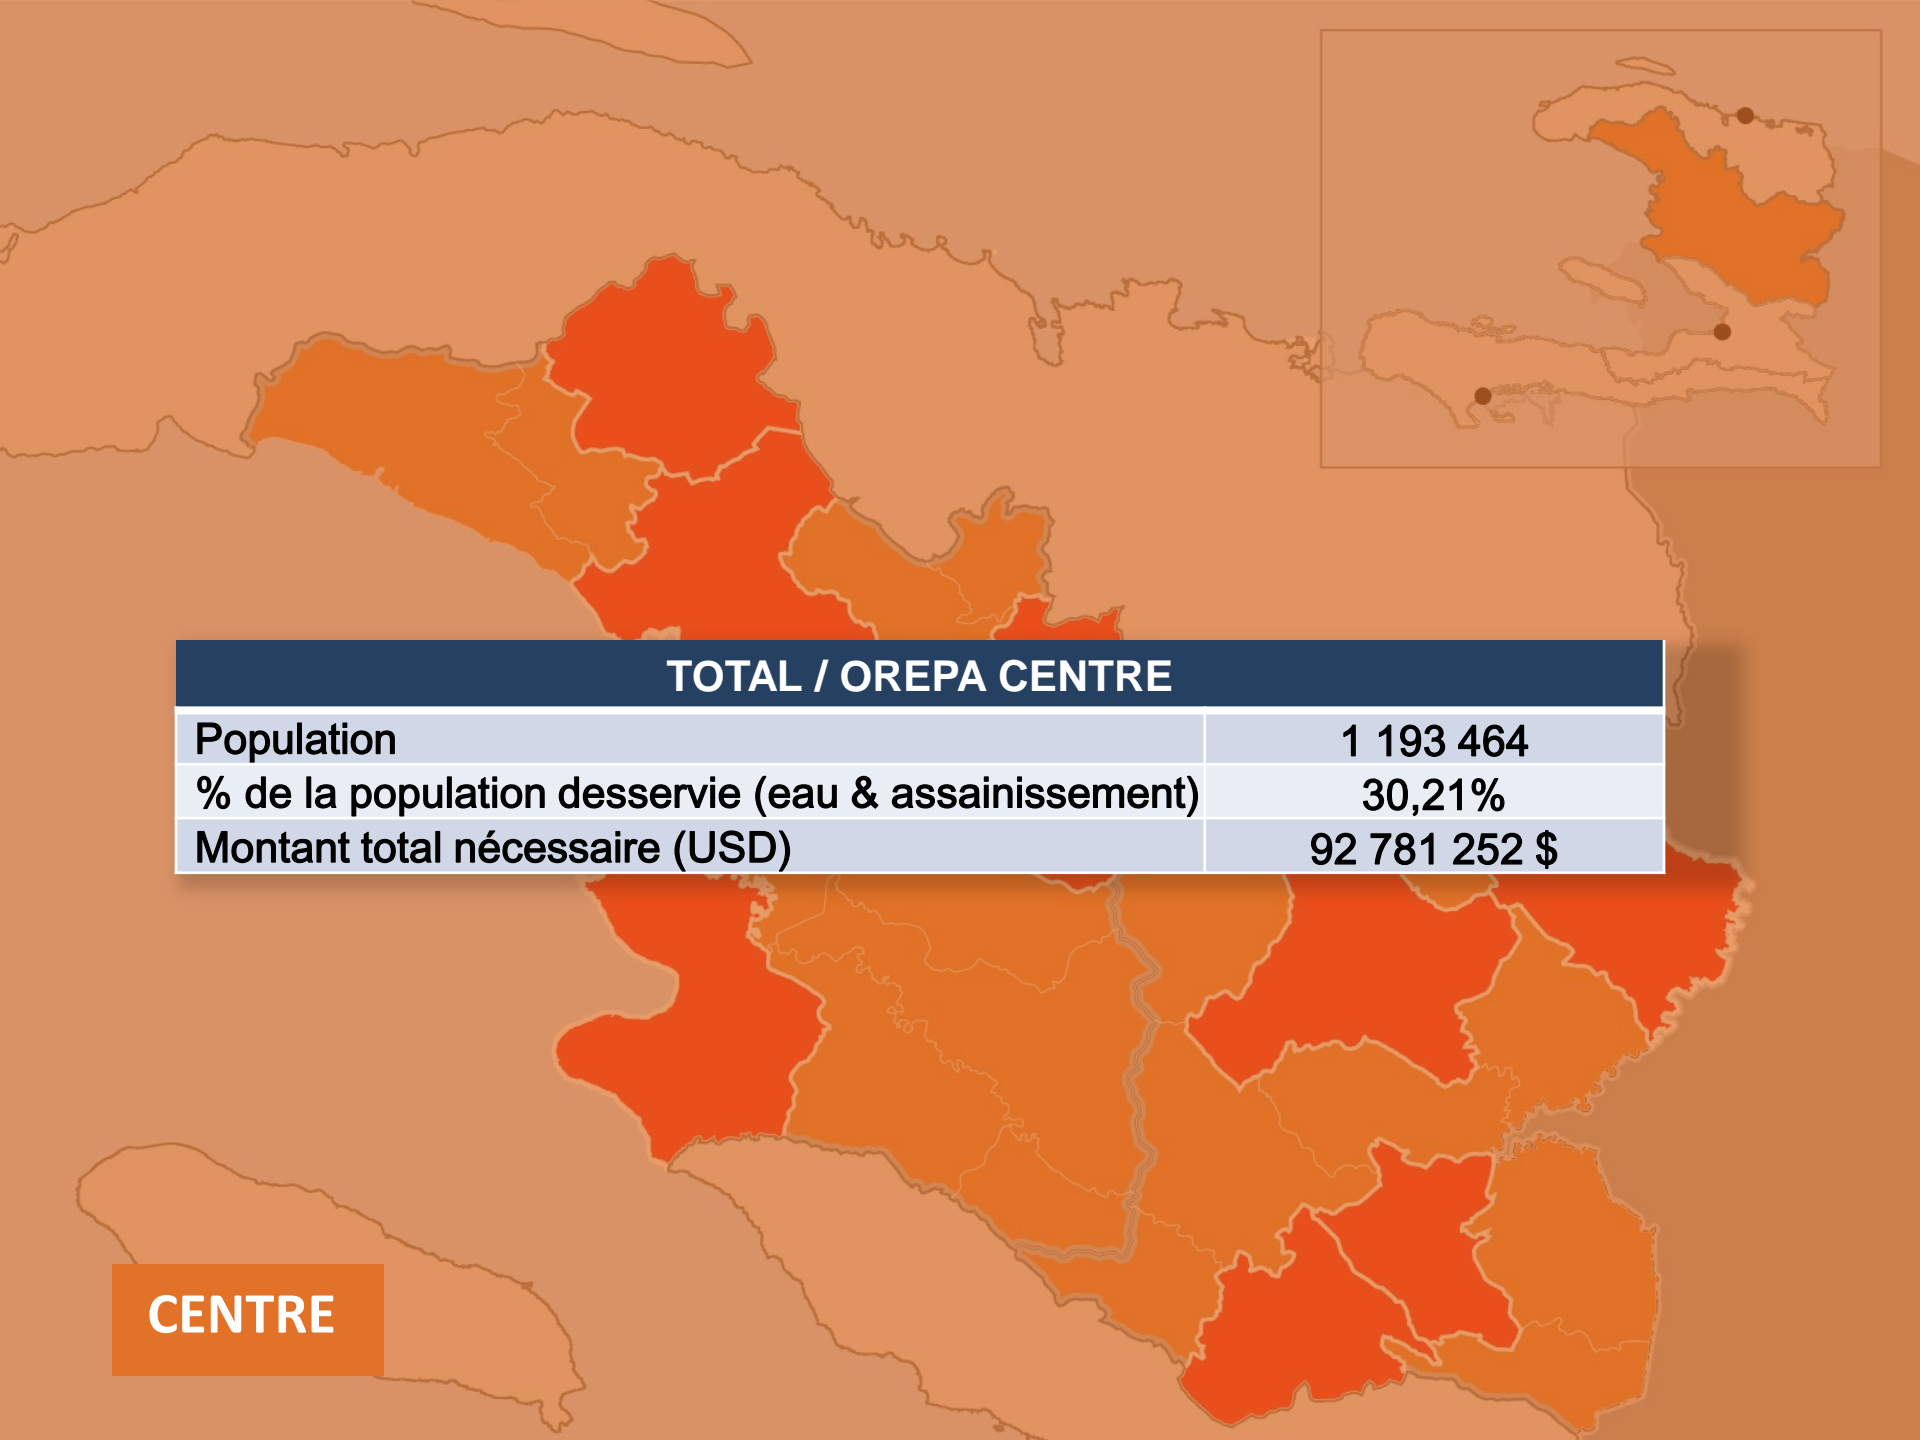 TOTAL / OREPA CENTRE
Population 1 193 464
% de la population desservie (eau & assainissement) 30,21%
Montant total nécessaire (USD) 92 781 252 $
CENTRE